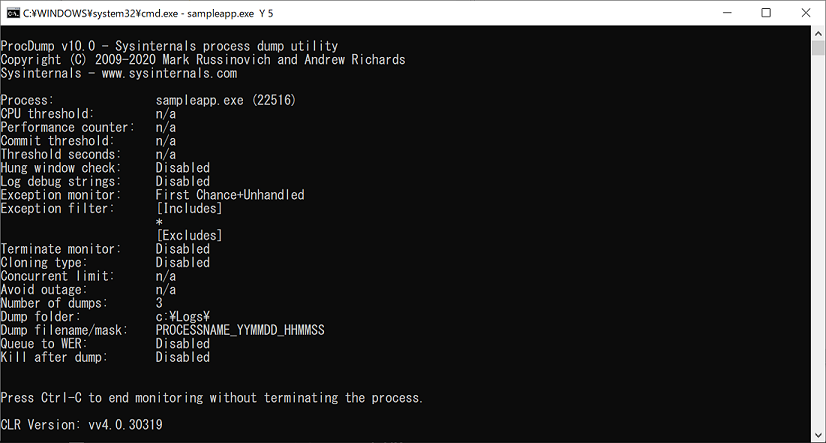 C:¥WINDOWS¥system32¥cmd.exe - sampleapp.exe  Y 5
ProcDump v10.0 - Sysinternals process dump utility
Copyright (C) 2009-2020 Mark Russinovich and Andrew Richards
Sysinternals - www.sysinternals.com
Process:               sampleapp.exe (22516)
CPU threshold:         n/a
Performance counter:   n/a
Commit threshold:      n/a
Threshold seconds:     n/a
Hung window check:     Disabled
Log debug strings:     Disabled
Exception monitor:     First Chance+Unhandled
Exception filter:      [Includes]
                       *
                       [Excludes]
Terminate monitor:     Disabled
Cloning type:          Disabled
Concurrent limit:      n/a
Avoid outage:          n/a
Number of dumps:       3
Dump folder:           c:¥Logs¥
Dump filename/mask:    PROCESSNAME_YYMMDD_HHMMSS
Queue to WER:          Disabled
Kill after dump:       Disabled
Press Ctrl-C to end monitoring without terminating the process.
CLR Version: vv4.0.30319